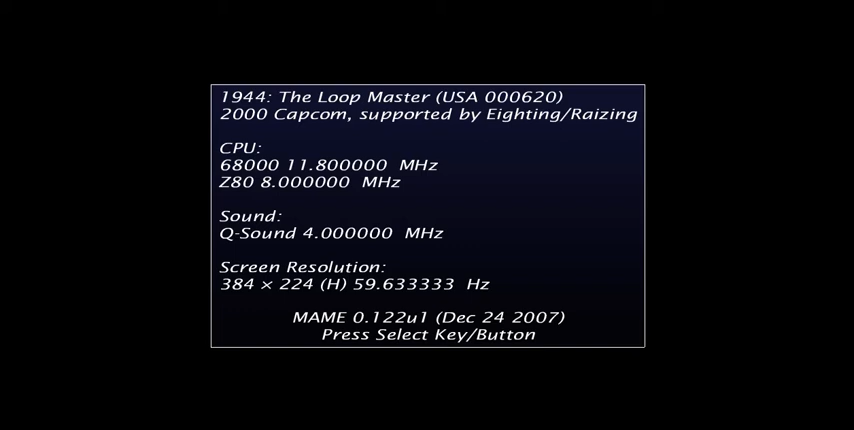 1944: The Loop Master (USA 000620)
2000 Capcom, supported by Eighting/Raizing
CPU:
68000 11.800000 MHz
Z80 8.000000 MHz
Sound:
Q-Sound 4.000000 MHz
Screen Resolution:
384 × 224 (H) 59.633333 Hz
MAME 0.122u1 (Dec 24 2007)
Press Select Key/Button